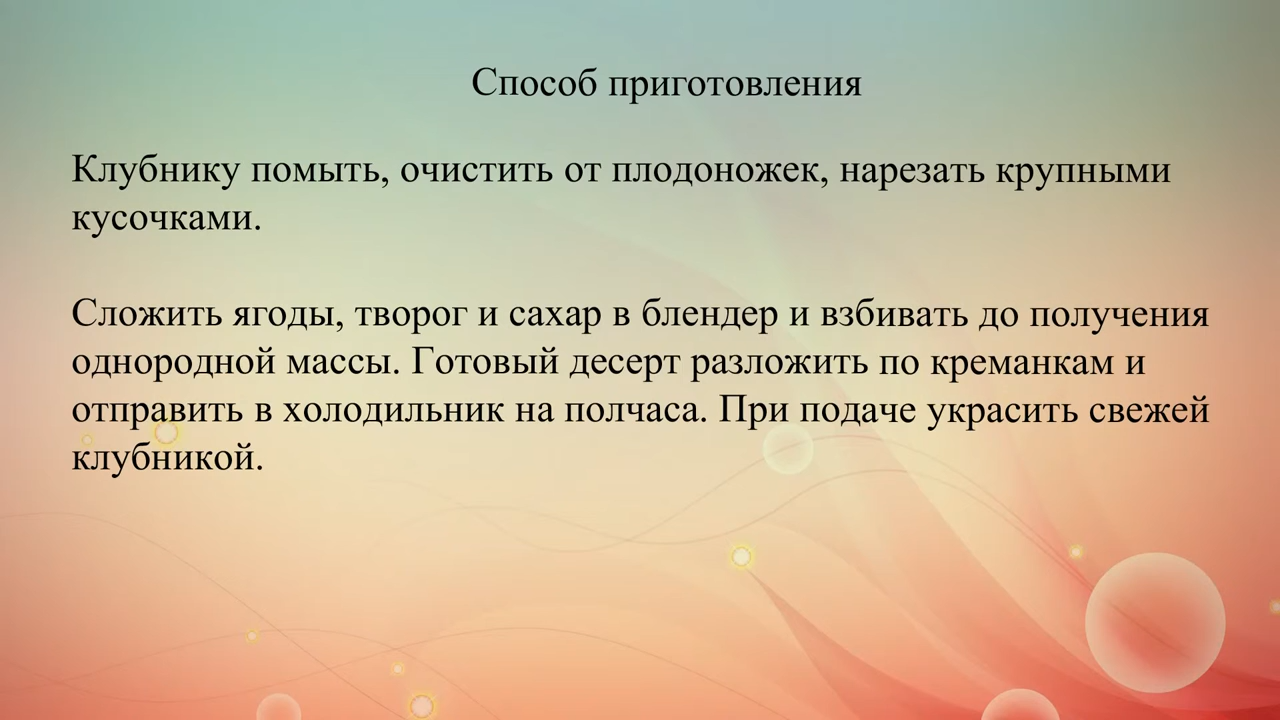 Способ приготовления
Клубнику помыть, очистить от плодоножек, нарезать крупными
кусочками.
Сложить ягоды, творог и сахар в блендер и взбивать до получения
однородной массы. Готовый десерт разложить по креманкам и
отправить в холодильник на полчаса. При подаче украсить свежей
клубникой.